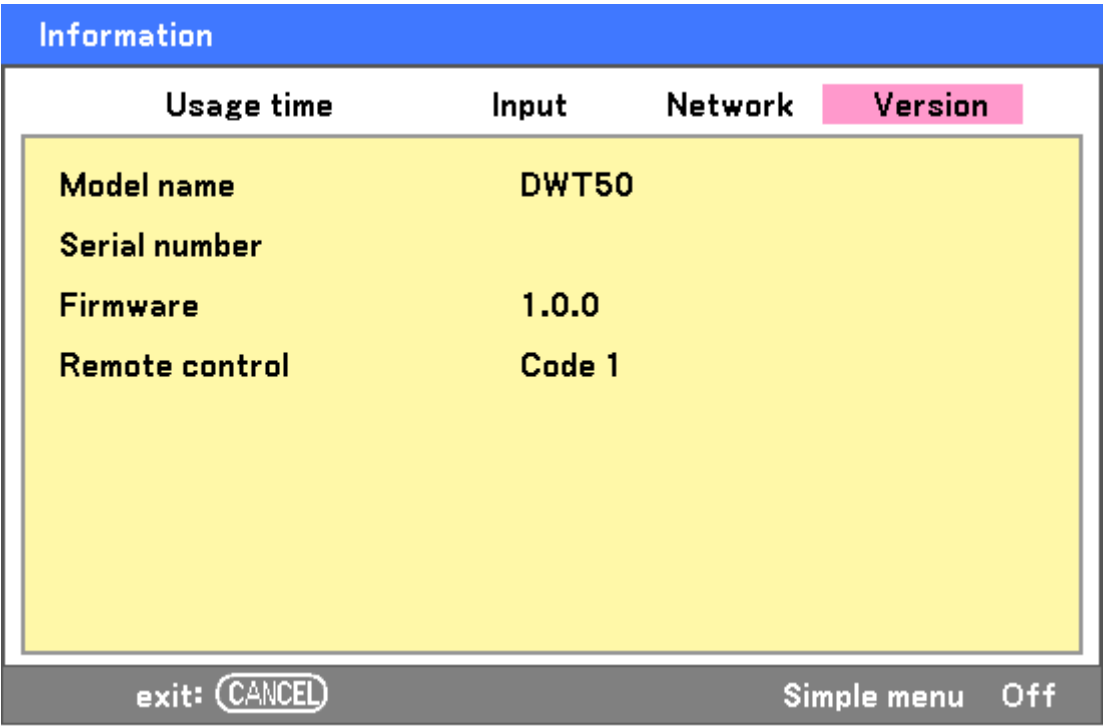 Information
Usage time Input Network Version
Model name DWT50
Serial number
Firmware 1.0.0
Remote control Code 1
exit: CANCEL Simple menu Off